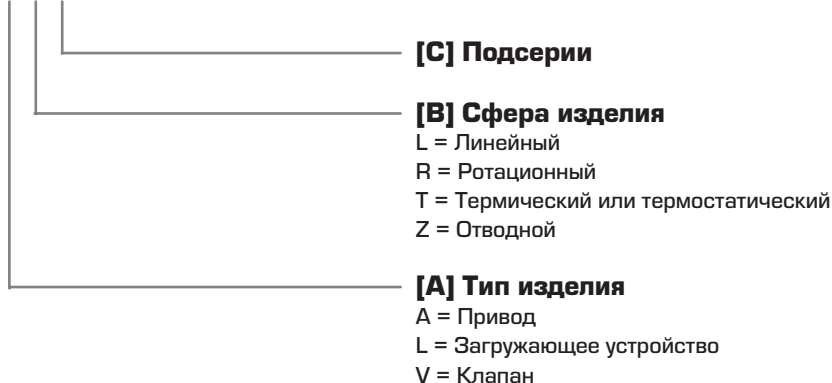 [C] Подсерии
[B] Сфера изделия
L = Линейный
R = Ротационный
T = Термический или термостатический
Z = Отводной
[A] Тип изделия
A = Привод
L = Загружающее устройство
V = Клапан